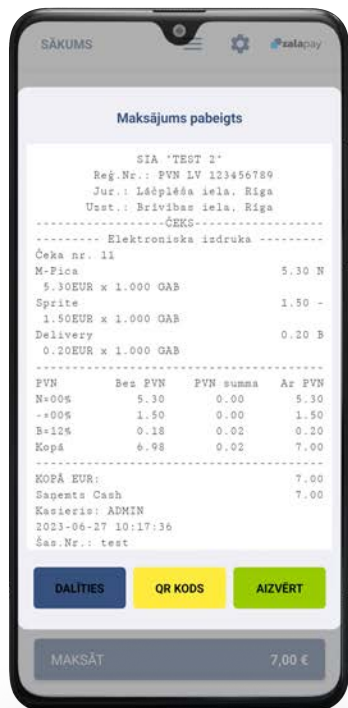 SĀKUMS
salapay
Maksājums pabeigts
SIA "TEST 2"
Reģ.Nr.: PVN LV 123456789
Jur.: Lāčplēša iela, Rīga
Uzst.: Brīvības iela, Rīga
-----------------ČEKS-----------------
--------- Elektroniska izdruka ---------
Čeka nr. 11
M-Pica 5.30 N
5.30EUR x 1.000 GAB
Sprite 1.50 -
1.50EUR x 1.000 GAB
Delivery 0.20 B
0.20EUR x 1.000 GAB
PVN Bez PVN PVN summa Ar PVN
N=00% 5.30 0.00 5.30
-=00% 1.50 0.00 1.50
B=12% 0.18 0.02 0.20
Kopā 6.98 0.02 7.00
KOPĀ EUR: 7.00
Saņemts Cash 7.00
Kasieris: ADMIN
2023-06-27 10:17:36
Šas.Nr.: test
DALĪTIES QR KODS AIZVĒRT
MAKSĀT 7,00 €